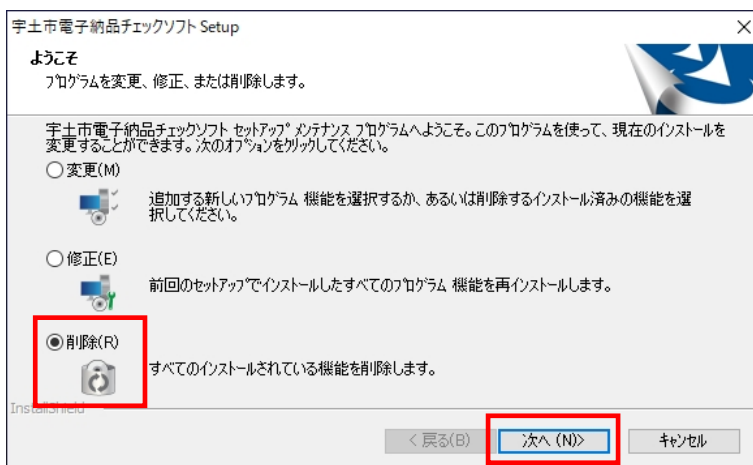 宇土市電子納品チェックソフト Setup
ようこそ
プログラムを変更、修正、または削除します。
宇土市電子納品チェックソフト セットアップ メンテナンス プログラムへようこそ。このプログラムを使って、現在のインストールを
変更することができます。次のオプションをクリックしてください。
変更(M)
追加する新しいプログラム 機能を選択するか、あるいは削除するインストール済みの機能を選
択してください。
修正(E)
前回のセットアップでインストールしたすべてのプログラム 機能を再インストールします。
削除(R)
すべてのインストールされている機能を削除します。
InstallShield
< 戻る(B)
次へ (N)>
キャンセル